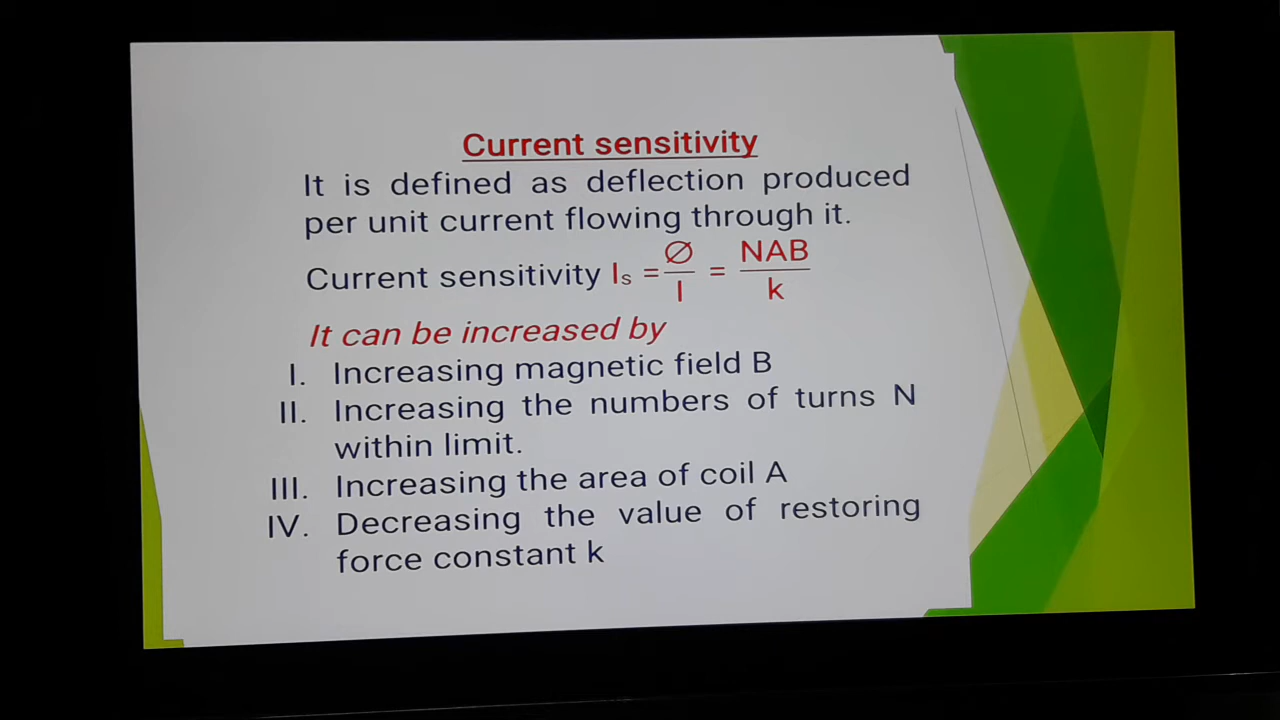 Current sensitivity
It is defined as deflection produced
per unit current flowing through it.
Current sensitivity Is = ∅/I = NAB/k
It can be increased by
I. Increasing magnetic field B
II. Increasing the numbers of turns N
within limit.
III. Increasing the area of coil A
IV. Decreasing the value of restoring
force constant k